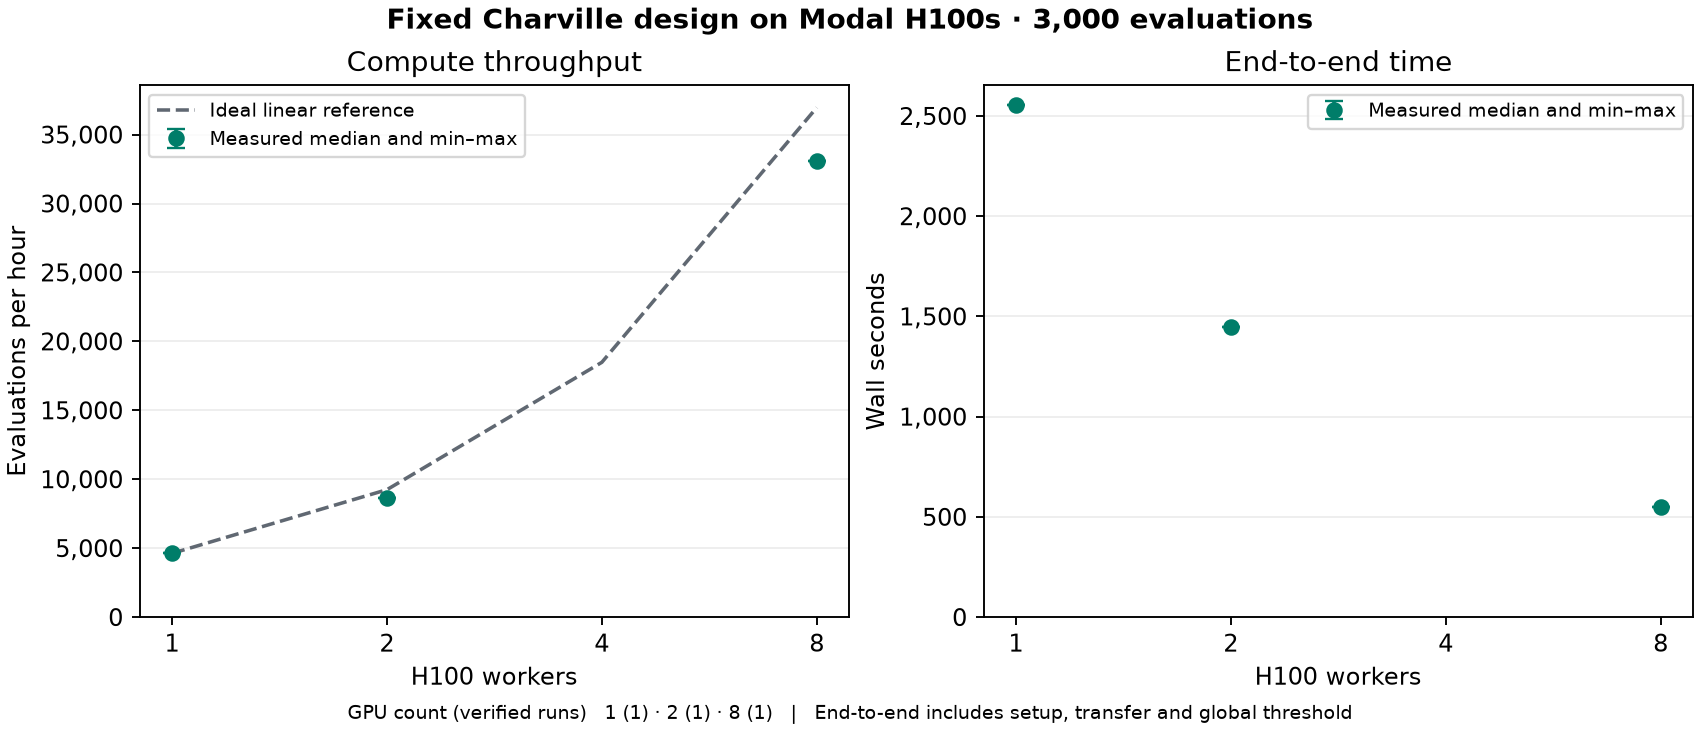 Fixed Charville design on Modal H100s · 3,000 evaluations
Compute throughput
Ideal linear reference
Measured median and min–max
Evaluations per hour
35,000
30,000
25,000
20,000
15,000
10,000
5,000
0
1 2 4 8
H100 workers
End-to-end time
Measured median and min–max
Wall seconds
2,500
2,000
1,500
1,000
500
0
1 2 4 8
H100 workers
GPU count (verified runs) 1 (1) · 2 (1) · 8 (1) | End-to-end includes setup, transfer and global threshold